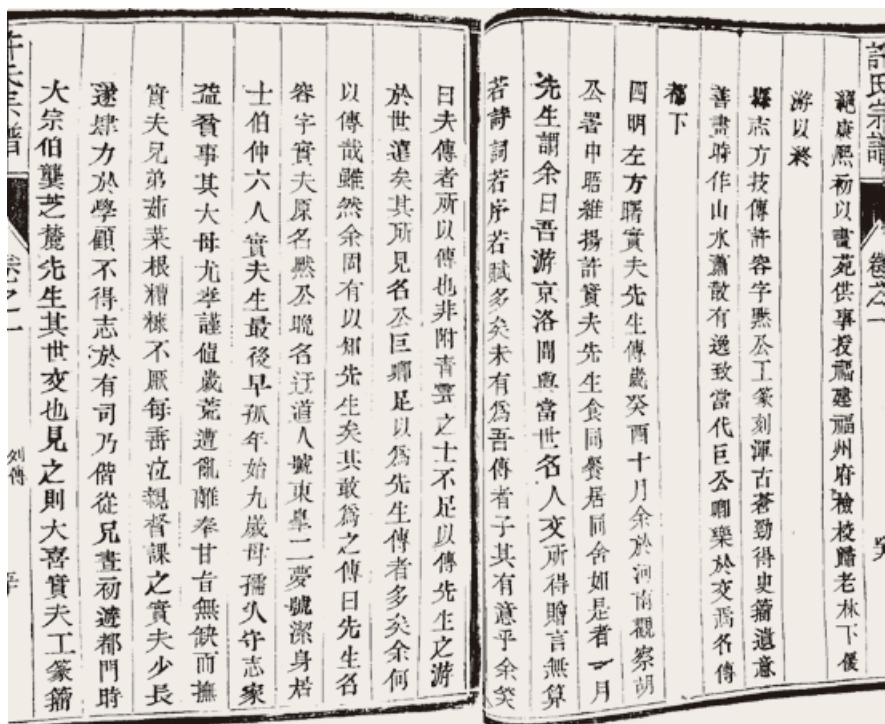 許氏宗譜
卷之一
絕康熙初以畫苑供事授福建福州府檢校歸老林下優
游以終
縣志方技傳許容字黙公工篆刻渾古蒼勁得史籀遺意
善畫時作山水蕭散有逸致當代巨公卿樂於交焉名傳
都下
四明左方曙實夫先生傳歲癸酉十月余於河南觀察胡
公署中晤維揚許實夫先生食同餐居同舍如是者一月
先生謂余曰吾游京洛間與當世名人交所得贈言無算
若詩詞若序若賦多矣未有為吾傳者子其有意乎余笑
曰夫傳者所以傳也非附青雲之士不足以傳先生之游
於世遠矣其所見名公巨卿足以為先生傳者多矣余何
以傳哉雖然余固有以知先生矣其敢為之傳曰先生名
容字實夫原名黙公晚名迂道人號東皐二夢號潔身居
士伯仲六人實夫生最後早孤年始九歲母孺人守志家
益貧事其大母尤孝謹值歲荒遭亂離奉甘旨無缺而撫
實夫兄弟茹菜根糟糠不厭每番泣親督課之實夫少長
遂肆力於學顧不得志於有司乃偕從兄晝初遊都門時
大宗伯龔芝麓先生其世交也見之則大喜實夫工篆籀
許氏宗譜
卷之一
列傳